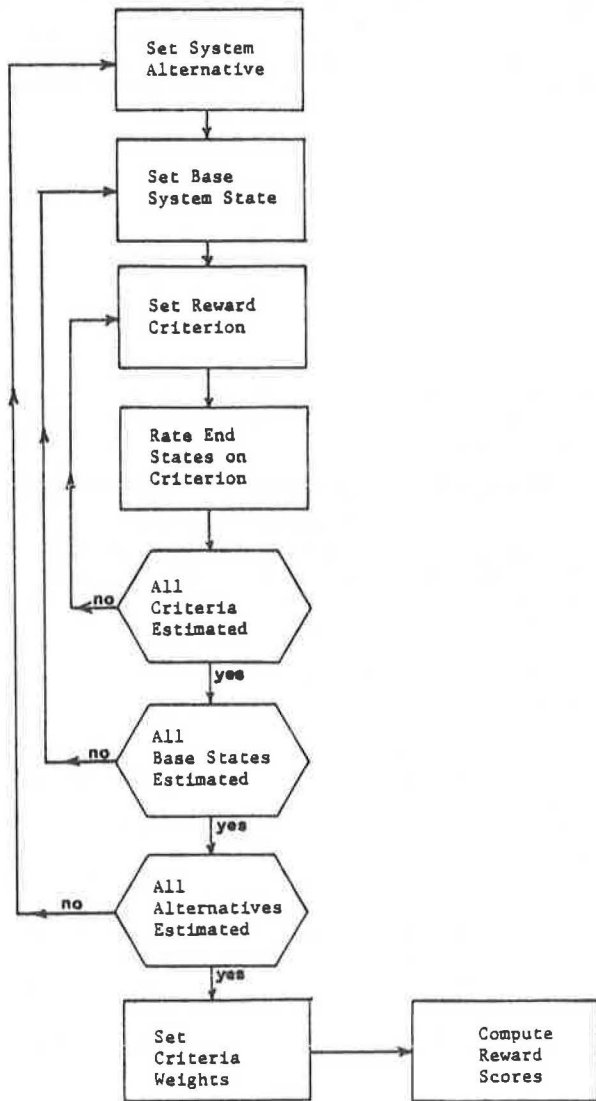 Set System
Alternative
Set Base
System State
Set Reward
Criterion
Rate End
States on
Criterion
All
Criteria
Estimated
no
yes
All
Base States
Estimated
no
yes
All
Alternatives
Estimated
no
yes
Set
Criteria
Weights
Compute
Reward
Scores